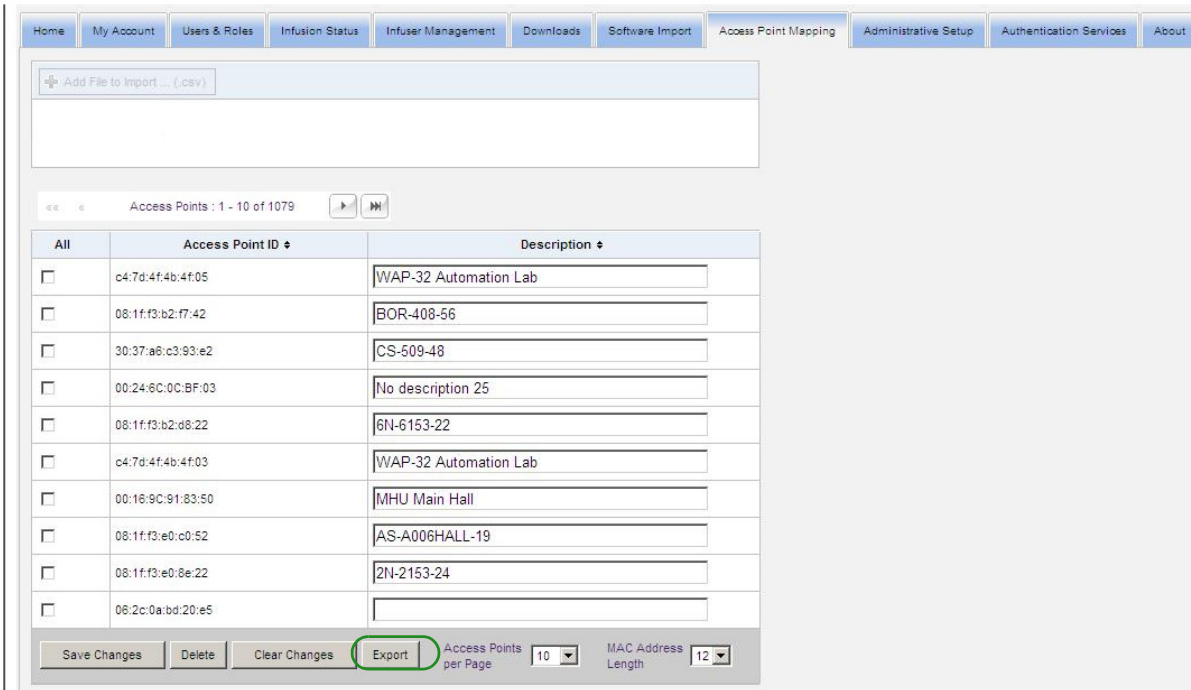 Home My Account Users & Roles Infusion Status Infuser Management Downloads Software Import Access Point Mapping Administrative Setup Authentication Services About
Add File to Import ... (.csv)
Access Points : 1 - 10 of 1079
All Access Point ID Description
c4:7d:4f:4b:4f:05 WAP-32 Automation Lab
08:1f:f3:b2:f7:42 BOR-408-56
30:37:a6:c3:93:e2 CS-509-48
00:24:6C:0C:BF:03 No description 25
08:1f:f3:b2:d8:22 6N-6153-22
c4:7d:4f:4b:4f:03 WAP-32 Automation Lab
00:16:9C:91:83:50 MHU Main Hall
08:1f:f3:e0:c0:52 AS-A006HALL-19
08:1f:f3:e0:8e:22 2N-2153-24
06:2c:0a:bd:20:e5
Save Changes Delete Clear Changes Export Access Points per Page 10 MAC Address Length 12